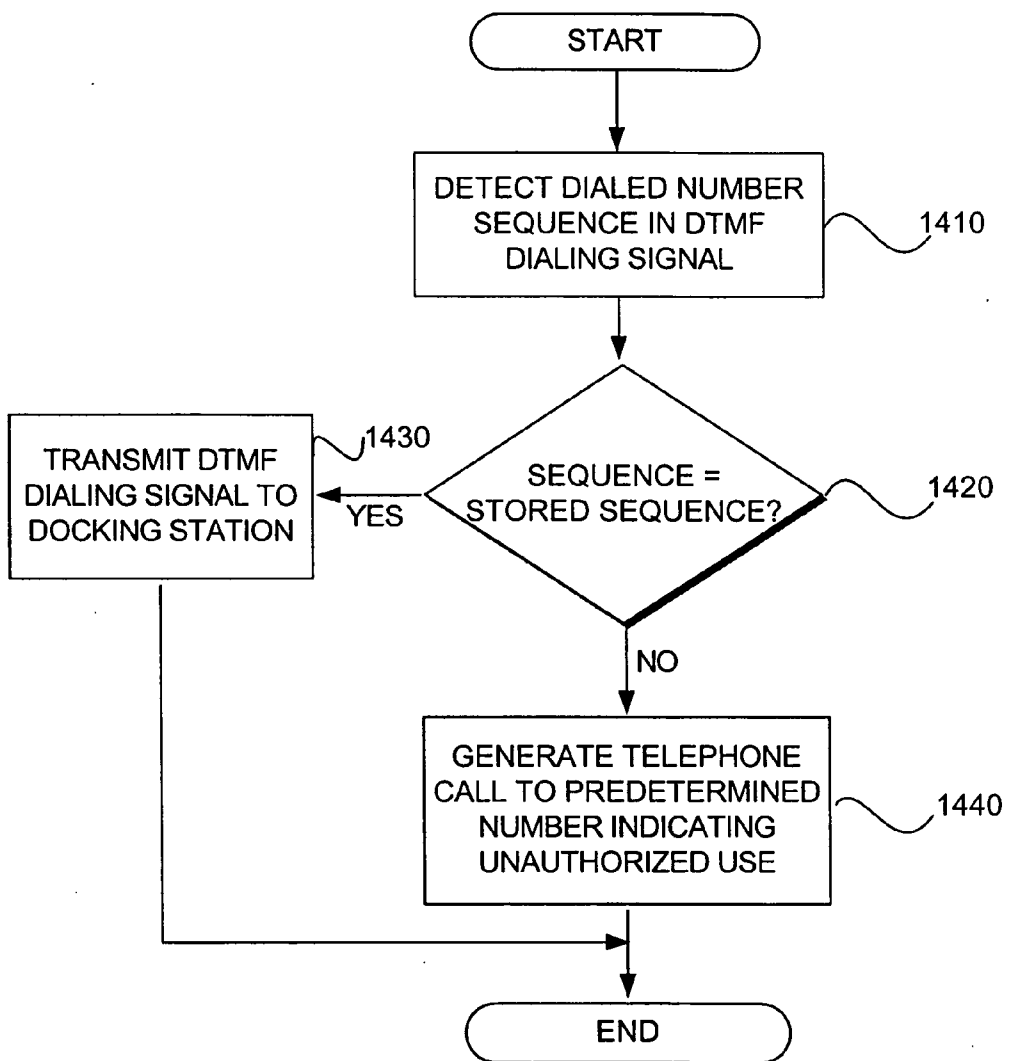 START
DETECT DIALED NUMBER
SEQUENCE IN DTMF
DIALING SIGNAL
1410
SEQUENCE =
STORED SEQUENCE?
1420
YES
TRANSMIT DTMF
DIALING SIGNAL TO
DOCKING STATION
1430
NO
GENERATE TELEPHONE
CALL TO PREDETERMINED
NUMBER INDICATING
UNAUTHORIZED USE
1440
END